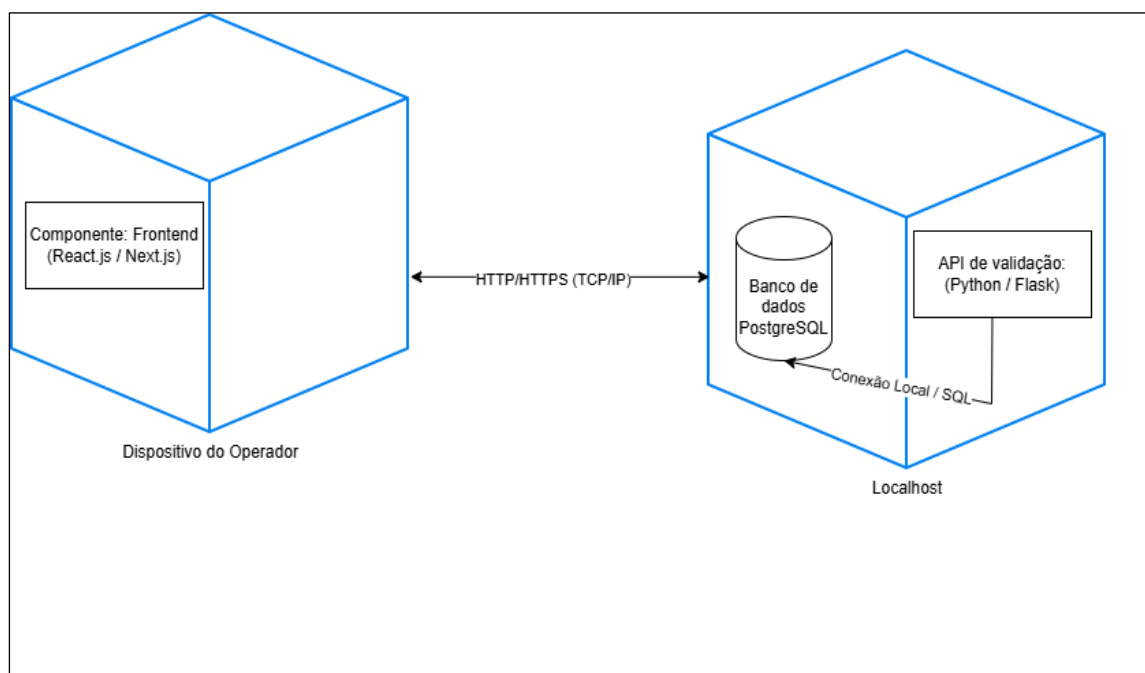 Componente: Frontend
(React.js / Next.js)
Dispositivo do Operador
HTTP/HTTPS (TCP/IP)
Banco de
dados
PostgreSQL
API de validação:
(Python / Flask)
Conexão Local / SQL
Localhost